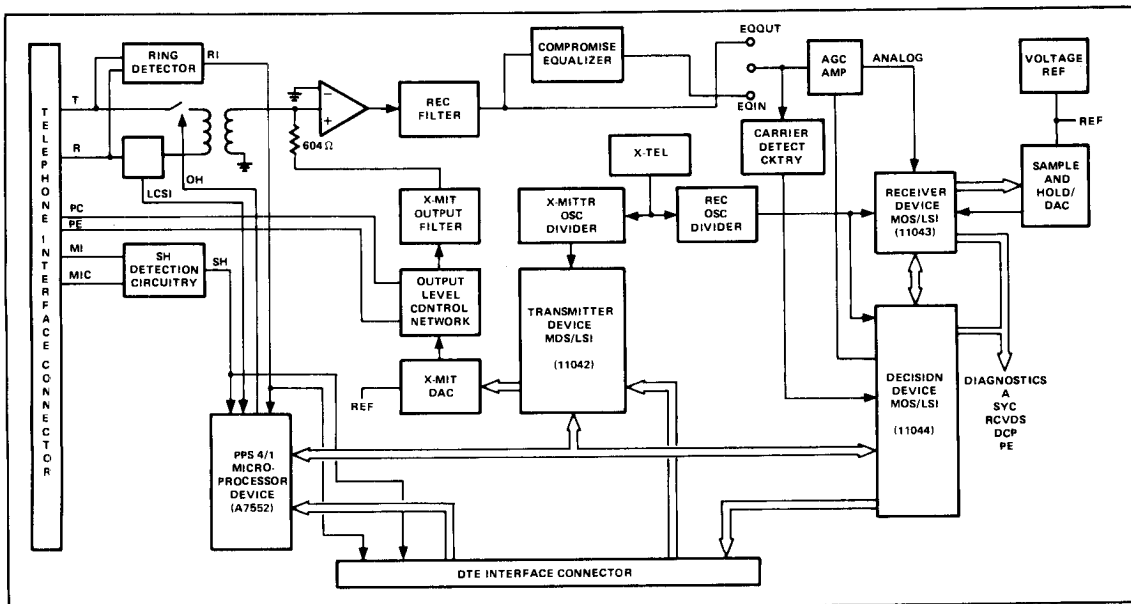 TELEPHONE INTERFACE CONNECTOR
RING
DETECTOR
RI
T
R
OH
LCSI
PC
PE
MI
MIC
SH
DETECTION
CIRCUITRY
SH
-
+
604 Ω
REC
FILTER
COMPROMISE
EQUALIZER
EQOUT
EQIN
AGC
AMP
ANALOG
VOLTAGE
REF
REF
CARRIER
DETECT
CKTRY
SAMPLE
AND
HOLD/
DAC
X-TEL
X-MIT
OUTPUT
FILTER
X-MITTR
OSC
DIVIDER
REC
OSC
DIVIDER
RECEIVER
DEVICE
MOS/LSI
(11043)
OUTPUT
LEVEL
CONTROL
NETWORK
TRANSMITTER
DEVICE
MDS/LSI
(11042)
X-MIT
DAC
REF
DECISION
DEVICE
MOS/LSI
(11044)
DIAGNOSTICS
A
SYC
RCVDS
DCP
PE
PPS 4/1
MICRO-
PROCESSOR
DEVICE
(A7552)
DTE INTERFACE CONNECTOR